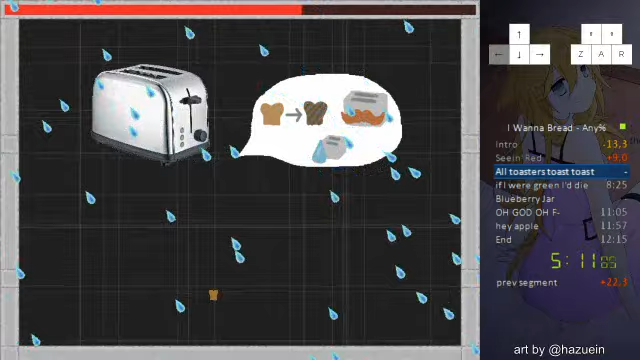 ↑
← ↓ →
Z A R
I Wanna Bread - Any%
Intro -13,3
Seein' Red +9,0
All toasters toast toast -
if I were green I'd die 8:25
Blueberry Jar
OH GOD OH F- 11:05
hey apple 11:57
End 12:15
5:11
prev segment +22,3
art by @hazuein